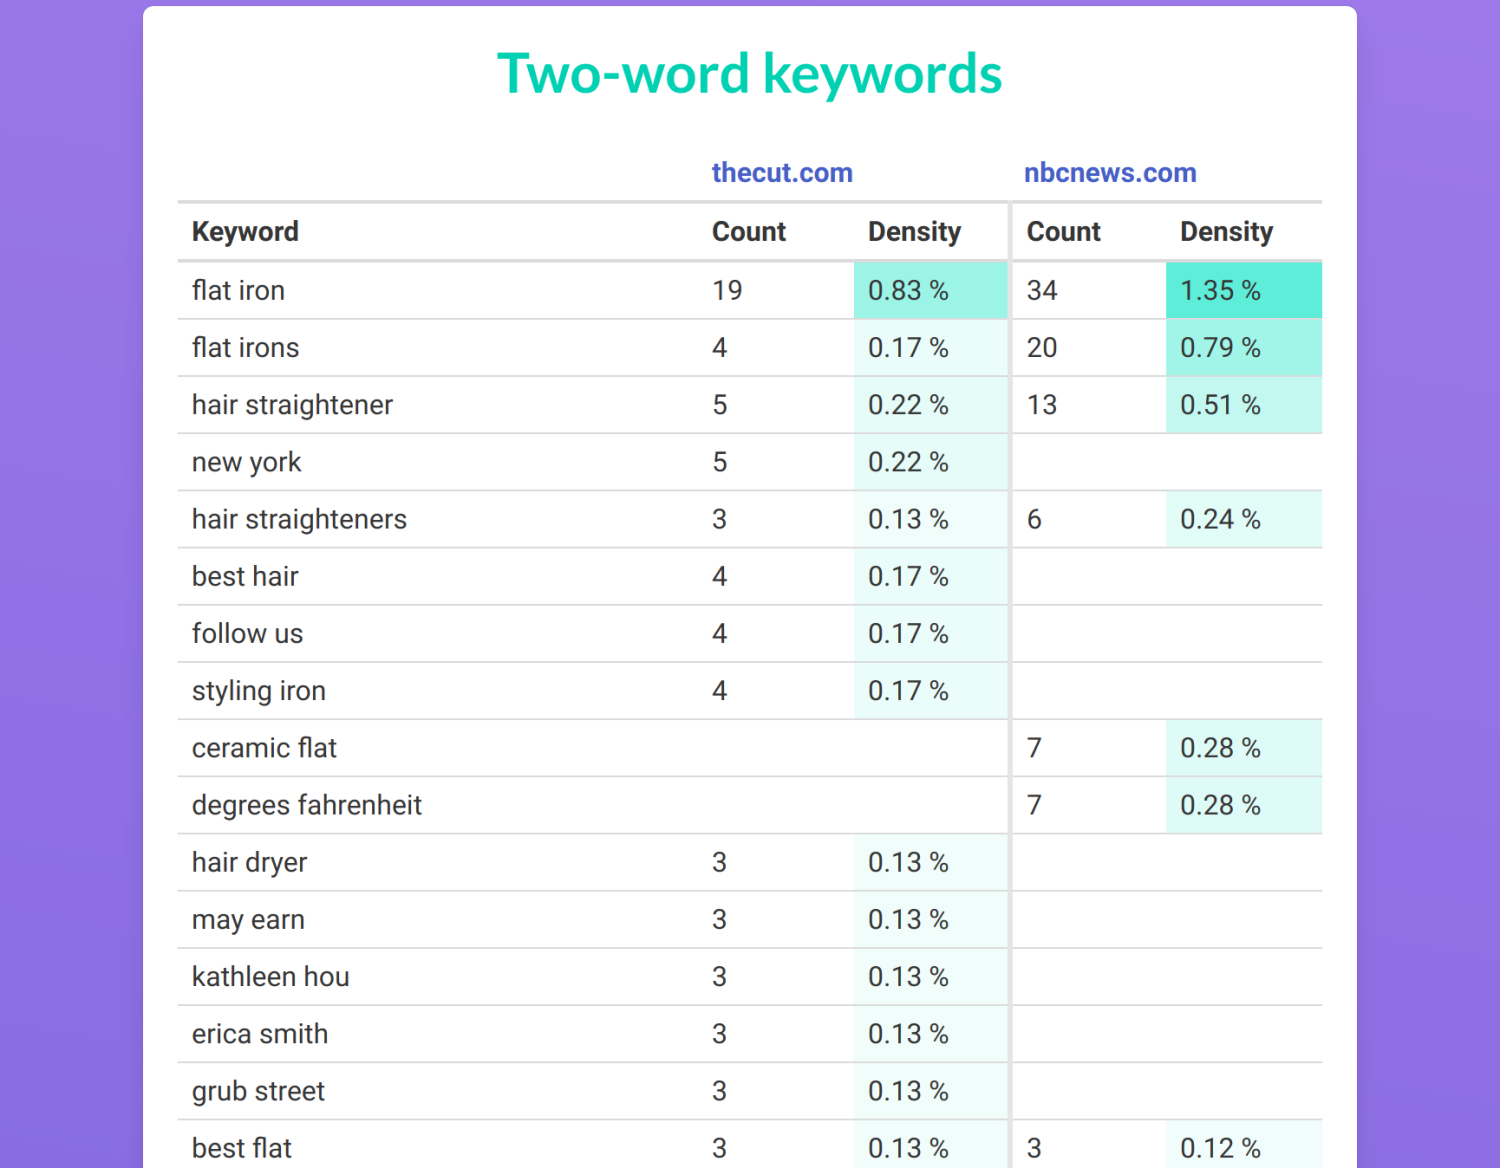 Two-word keywords
thecut.com nbcnews.com
Keyword Count Density Count Density
flat iron 19 0.83 % 34 1.35 %
flat irons 4 0.17 % 20 0.79 %
hair straightener 5 0.22 % 13 0.51 %
new york 5 0.22 %
hair straighteners 3 0.13 % 6 0.24 %
best hair 4 0.17 %
follow us 4 0.17 %
styling iron 4 0.17 %
ceramic flat 7 0.28 %
degrees fahrenheit 7 0.28 %
hair dryer 3 0.13 %
may earn 3 0.13 %
kathleen hou 3 0.13 %
erica smith 3 0.13 %
grub street 3 0.13 %
best flat 3 0.13 % 3 0.12 %